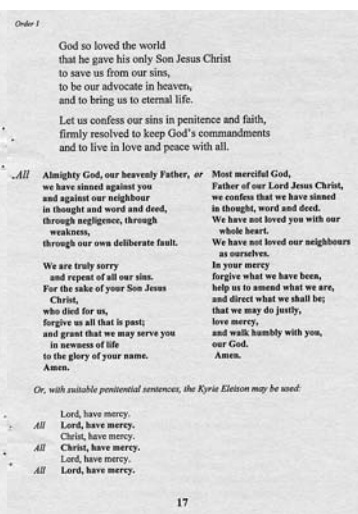 Order 1
God so loved the world
that he gave his only Son Jesus Christ
to save us from our sins,
to be our advocate in heaven,
and to bring us to eternal life.
Let us confess our sins in penitence and faith,
firmly resolved to keep God's commandments
and to live in love and peace with all.
All Almighty God, our heavenly Father,
we have sinned against you
and against our neighbour
in thought and word and deed,
through negligence, through
weakness,
through our own deliberate fault.
We are truly sorry
and repent of all our sins.
For the sake of your Son Jesus
Christ,
who died for us,
forgive us all that is past;
and grant that we may serve you
in newness of life
to the glory of your name.
Amen.
or Most merciful God,
Father of our Lord Jesus Christ,
we confess that we have sinned
in thought, word and deed.
We have not loved you with our
whole heart.
We have not loved our neighbours
as ourselves.
In your mercy
forgive what we have been,
help us to amend what we are,
and direct what we shall be;
that we may do justly,
love mercy,
and walk humbly with you,
our God.
Amen.
Or, with suitable penitential sentences, the Kyrie Eleison may be used:
Lord, have mercy.
All Lord, have mercy.
Christ, have mercy.
All Christ, have mercy.
Lord, have mercy.
All Lord, have mercy.
17